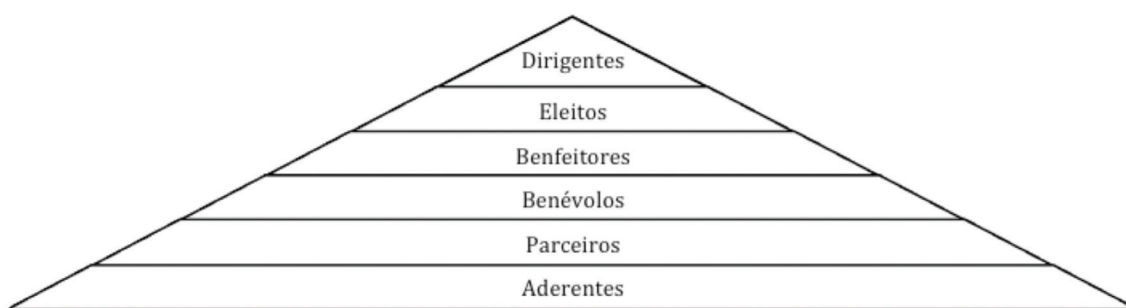 Dirigentes
Eleitos
Benfeitores
Benévolos
Parceiros
Aderentes